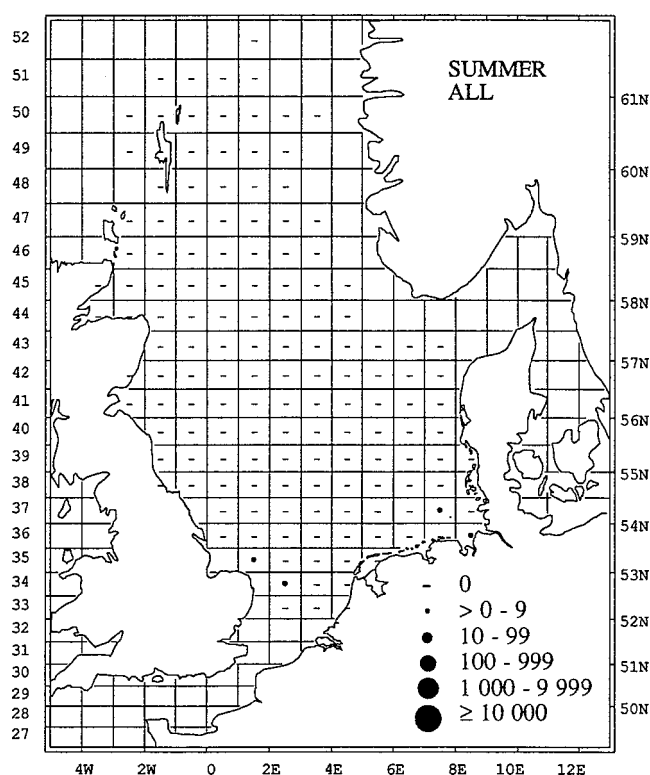 SUMMER
ALL
52
51
50
49
48
47
46
45
44
43
42
41
40
39
38
37
36
35
34
33
32
31
30
29
28
27
61N
60N
59N
58N
57N
56N
55N
54N
53N
52N
51N
50N
- 0
> 0 - 9
10 - 99
100 - 999
1 000 - 9 999
≥ 10 000
4W 2W 0 2E 4E 6E 8E 10E 12E